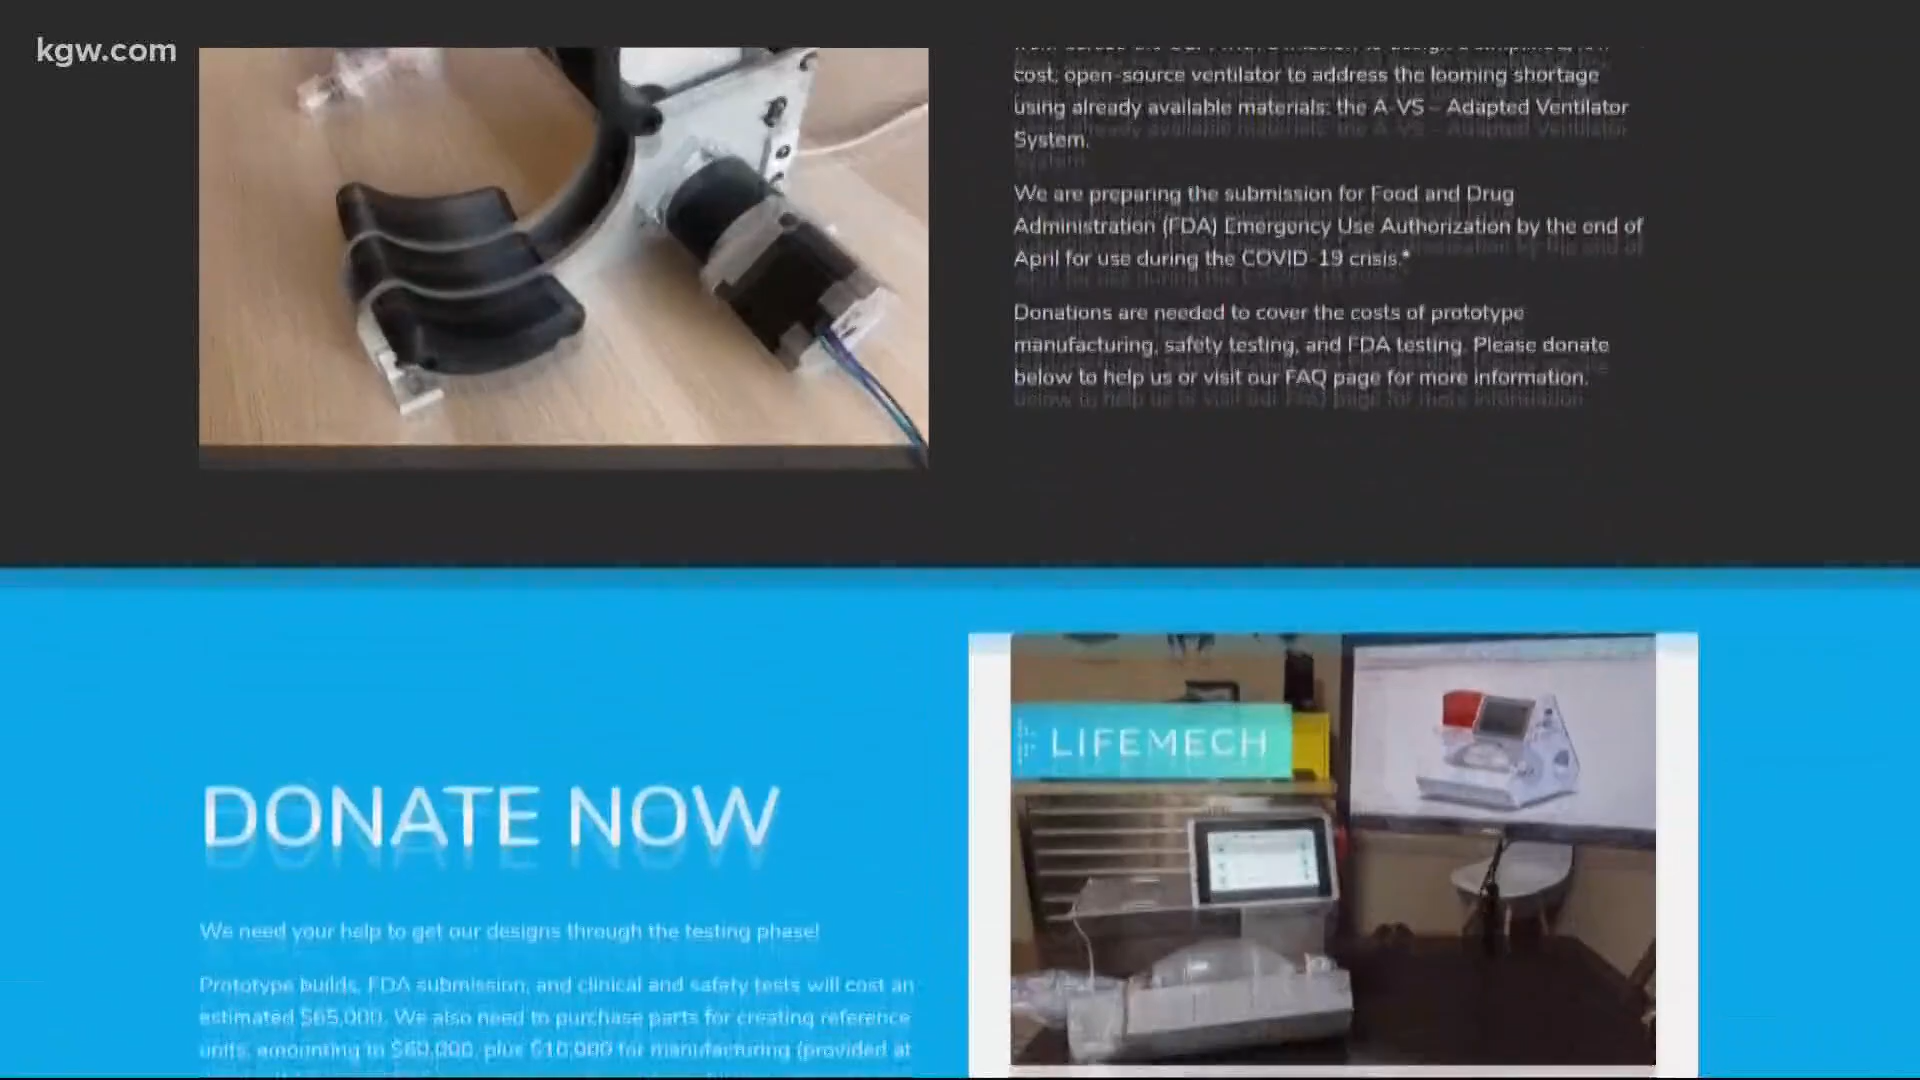 kgw.com
cost, open-source ventilator to address the looming shortage
using already available materials: the A-VS – Adapted Ventilator
System.
We are preparing the submission for Food and Drug
Administration (FDA) Emergency Use Authorization by the end of
April for use during the COVID-19 crisis.*
Donations are needed to cover the costs of prototype
manufacturing, safety testing, and FDA testing. Please donate
below to help us or visit our FAQ page for more information.
LIFEMECH
DONATE NOW
We need your help to get our designs through the testing phase!
Prototype builds, FDA submission, and clinical and safety tests will cost an
estimated $65,000. We also need to purchase parts for creating reference
units, amounting to $60,000, plus $10,000 for manufacturing (provided at